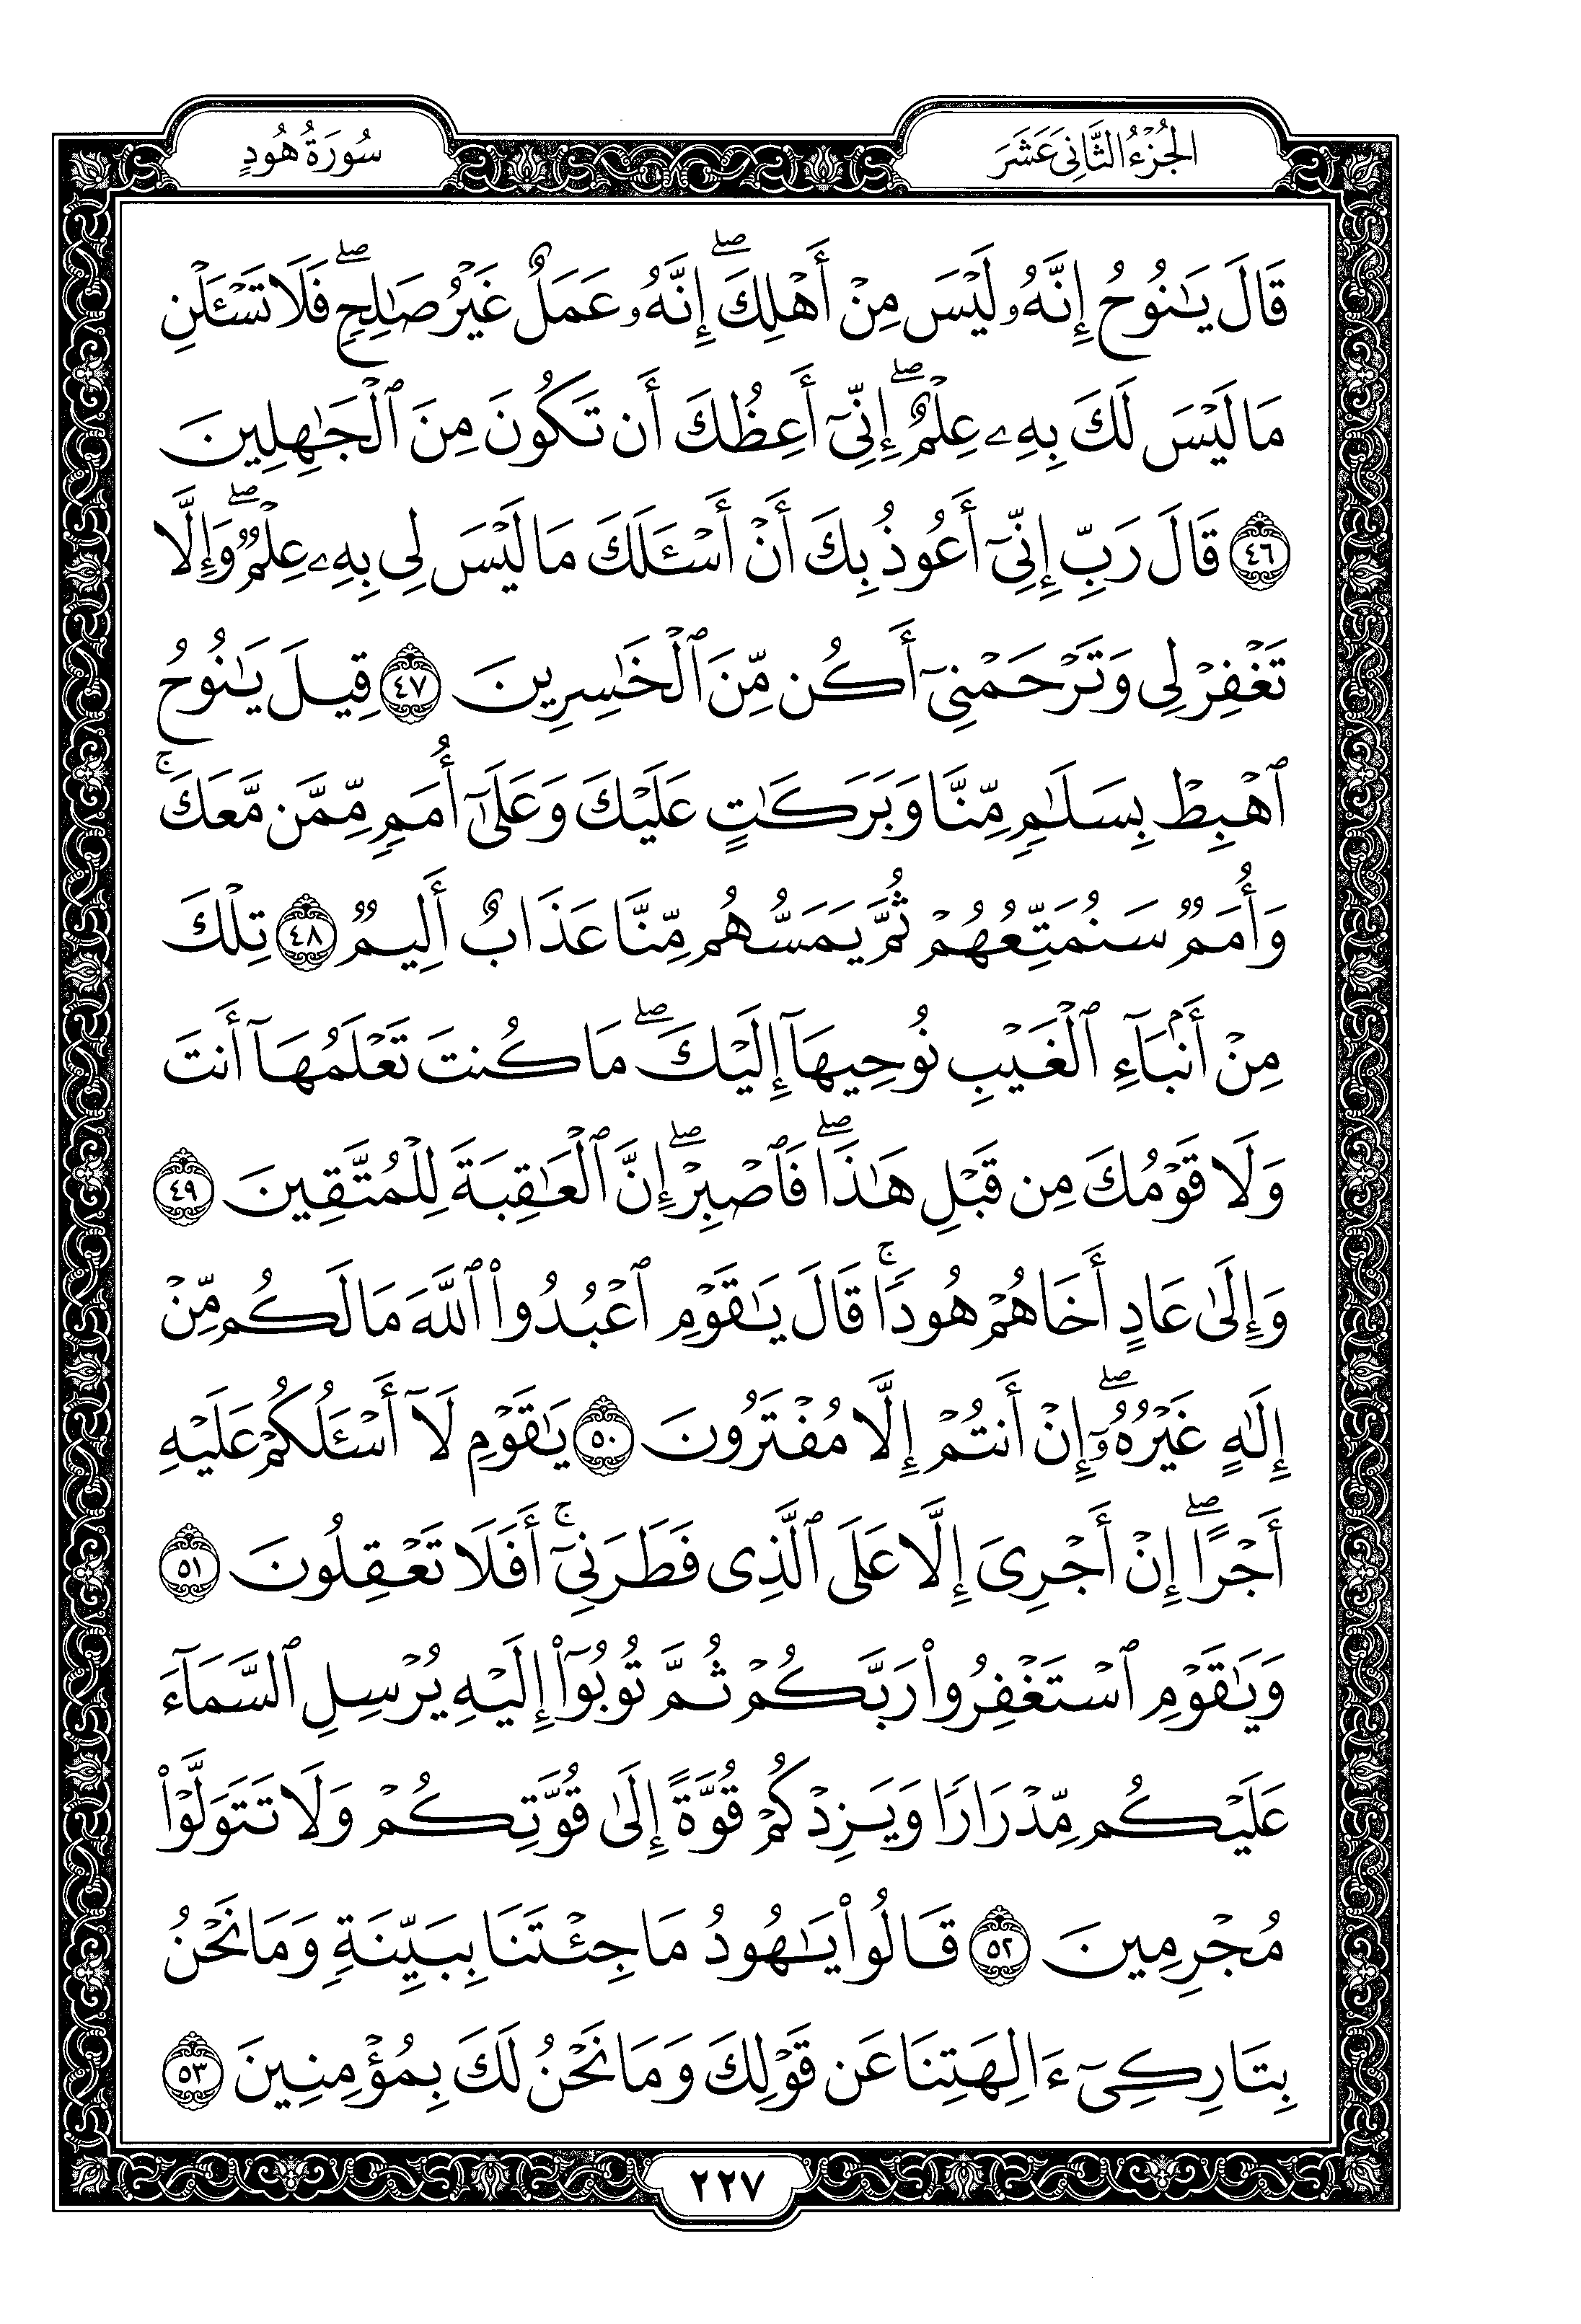 الجُزْءُ الثَّانِيَ عَشَرَ
سُورَةُ هُودٍ
قَالَ يَـٰنُوحُ إِنَّهُۥ لَيْسَ مِنْ أَهْلِكَ ۖ إِنَّهُۥ عَمَلٌ غَيْرُ صَـٰلِحٍ ۖ فَلَا تَسْـَٔلْنِ
مَا لَيْسَ لَكَ بِهِۦ عِلْمٌ ۖ إِنِّىٓ أَعِظُكَ أَن تَكُونَ مِنَ ٱلْجَـٰهِلِينَ
٤٦ قَالَ رَبِّ إِنِّىٓ أَعُوذُ بِكَ أَنْ أَسْـَٔلَكَ مَا لَيْسَ لِى بِهِۦ عِلْمٌ ۖ وَإِلَّا
تَغْفِرْ لِى وَتَرْحَمْنِىٓ أَكُن مِّنَ ٱلْخَـٰسِرِينَ ٤٧ قِيلَ يَـٰنُوحُ
ٱهْبِطْ بِسَلَـٰمٍ مِّنَّا وَبَرَكَـٰتٍ عَلَيْكَ وَعَلَىٰٓ أُمَمٍ مِّمَّن مَّعَكَ ۚ
وَأُمَمٌ سَنُمَتِّعُهُمْ ثُمَّ يَمَسُّهُم مِّنَّا عَذَابٌ أَلِيمٌ ٤٨ تِلْكَ
مِنْ أَنۢبَآءِ ٱلْغَيْبِ نُوحِيهَآ إِلَيْكَ ۖ مَا كُنتَ تَعْلَمُهَآ أَنتَ
وَلَا قَوْمُكَ مِن قَبْلِ هَـٰذَا ۖ فَٱصْبِرْ ۖ إِنَّ ٱلْعَـٰقِبَةَ لِلْمُتَّقِينَ ٤٩
وَإِلَىٰ عَادٍ أَخَاهُمْ هُودًا ۚ قَالَ يَـٰقَوْمِ ٱعْبُدُوا۟ ٱللَّهَ مَا لَكُم مِّنْ
إِلَـٰهٍ غَيْرُهُۥٓ ۖ إِنْ أَنتُمْ إِلَّا مُفْتَرُونَ ٥٠ يَـٰقَوْمِ لَآ أَسْـَٔلُكُمْ عَلَيْهِ
أَجْرًا ۖ إِنْ أَجْرِىَ إِلَّا عَلَى ٱلَّذِى فَطَرَنِىٓ ۚ أَفَلَا تَعْقِلُونَ ٥١
وَيَـٰقَوْمِ ٱسْتَغْفِرُوا۟ رَبَّكُمْ ثُمَّ تُوبُوٓا۟ إِلَيْهِ يُرْسِلِ ٱلسَّمَآءَ
عَلَيْكُم مِّدْرَارًا وَيَزِدْكُمْ قُوَّةً إِلَىٰ قُوَّتِكُمْ وَلَا تَتَوَلَّوْا۟
مُجْرِمِينَ ٥٢ قَالُوا۟ يَـٰهُودُ مَا جِئْتَنَا بِبَيِّنَةٍ وَمَا نَحْنُ
بِتَارِكِىٓ ءَالِهَتِنَا عَن قَوْلِكَ وَمَا نَحْنُ لَكَ بِمُؤْمِنِينَ ٥٣
٢٢٧